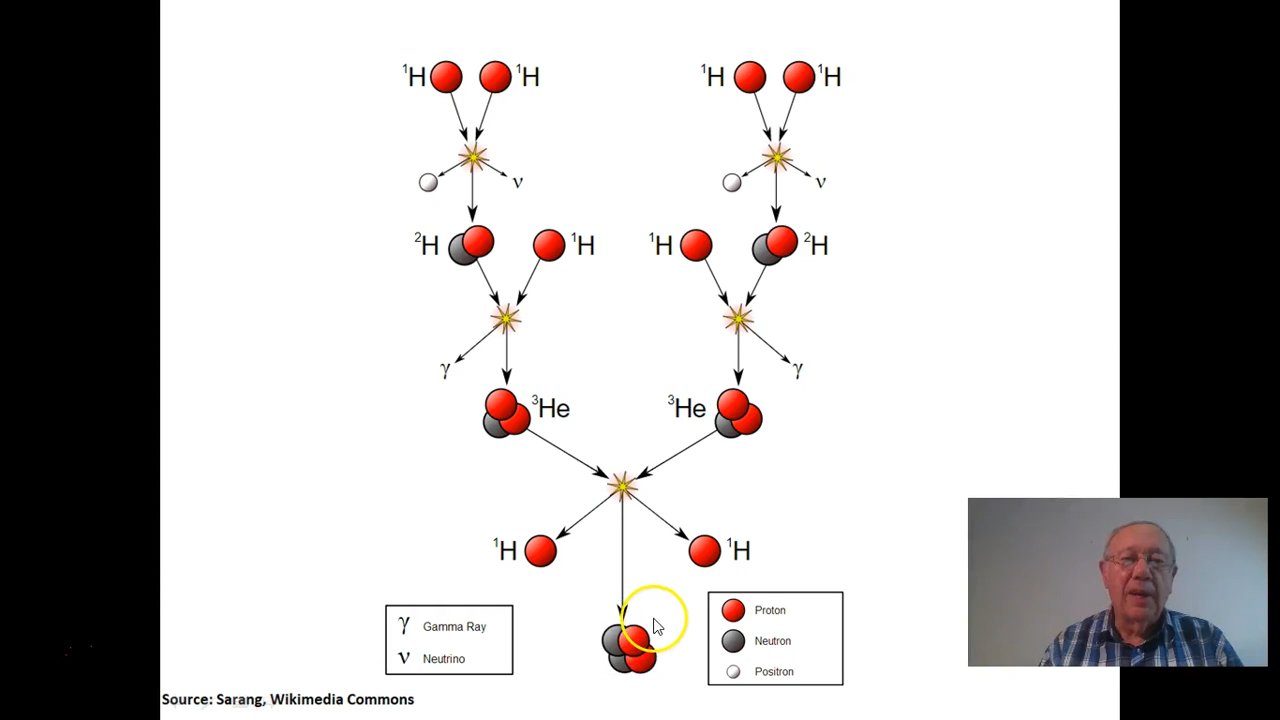 ¹H ¹H ¹H ¹H
ν ν
²H ¹H ¹H ²H
γ γ
³He ³He
¹H ¹H
γ Gamma Ray
ν Neutrino
Proton
Neutron
Positron
Source: Sarang, Wikimedia Commons